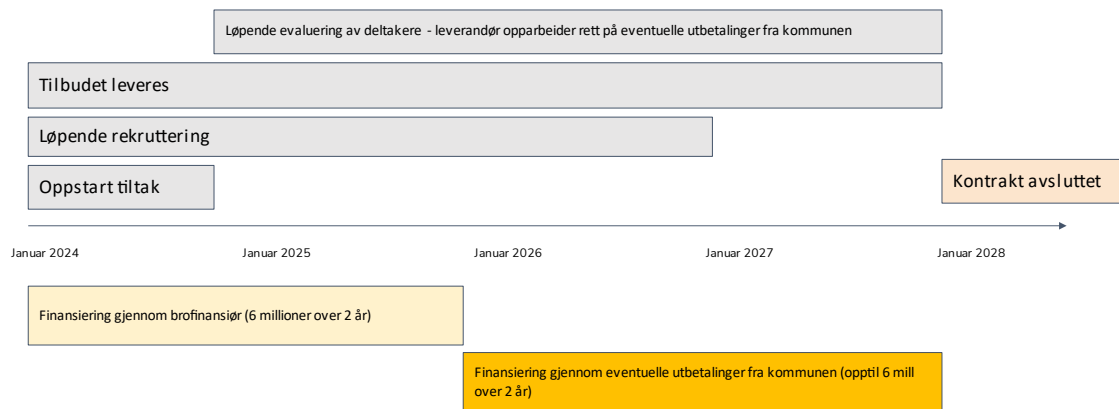 Løpende evaluering av deltakere - leverandør opparbeider rett på eventuelle utbetalinger fra kommunen
Tilbudet leveres
Løpende rekruttering
Oppstart tiltak
Kontrakt avsluttet
Januar 2024
Januar 2025
Januar 2026
Januar 2027
Januar 2028
Finansiering gjennom brofinansiør (6 millioner over 2 år)
Finansiering gjennom eventuelle utbetalinger fra kommunen (opptil 6 mill
over 2 år)